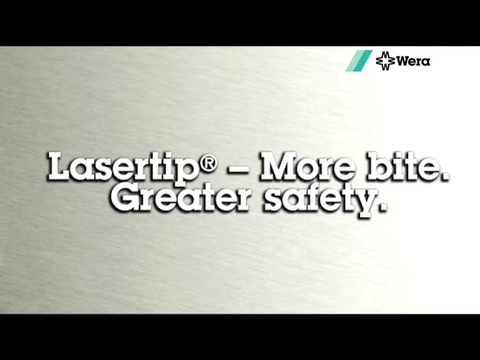 Wera
Lasertip® – More bite.
Greater safety.